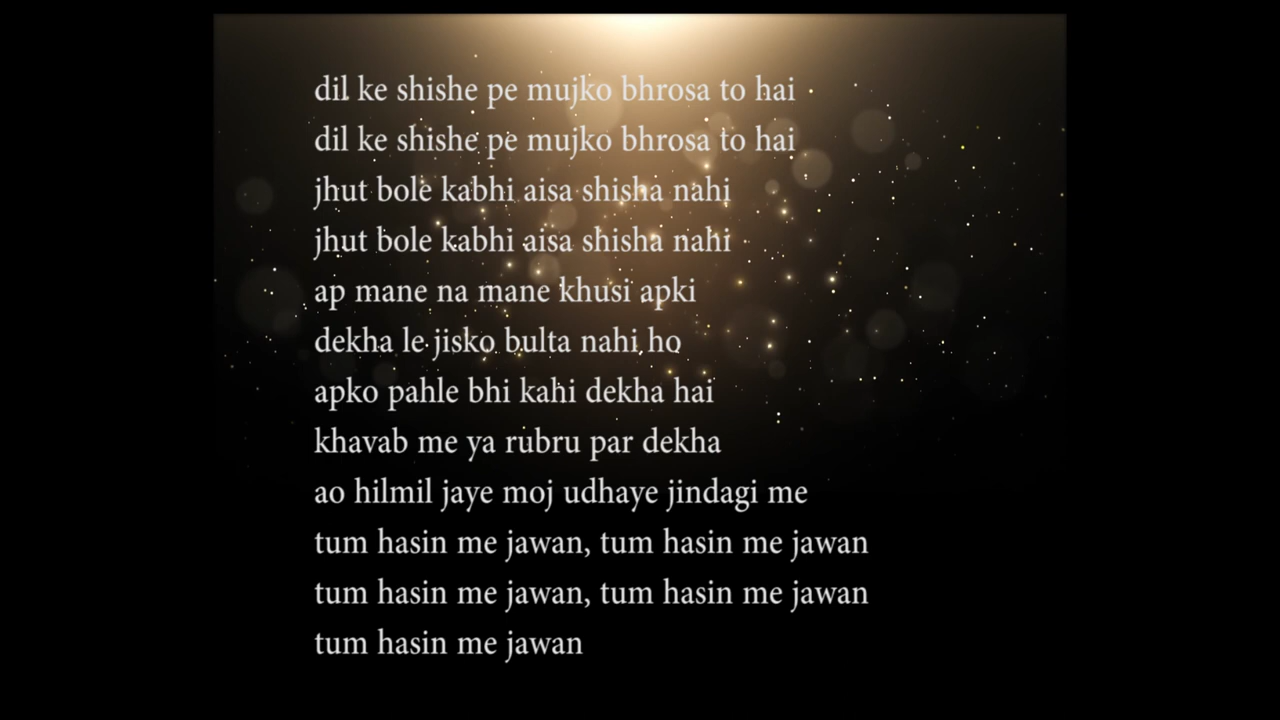 dil ke shishe pe mujko bhrosa to hai
dil ke shishe pe mujko bhrosa to hai
jhut bole kabhi aisa shisha nahi
jhut bole kabhi aisa shisha nahi
ap mane na mane khusi apki
dekha le jisko bulta nahi ho
apko pahle bhi kahi dekha hai
khavab me ya rubru par dekha
ao hilmil jaye moj udhaye jindagi me
tum hasin me jawan, tum hasin me jawan
tum hasin me jawan, tum hasin me jawan
tum hasin me jawan